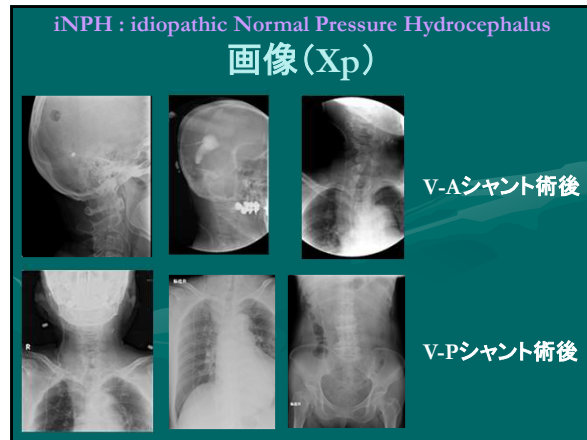 iNPH : idiopathic Normal Pressure Hydrocephalus
画像(Xp)
V-Aシャント術後
R
V-Pシャント術後